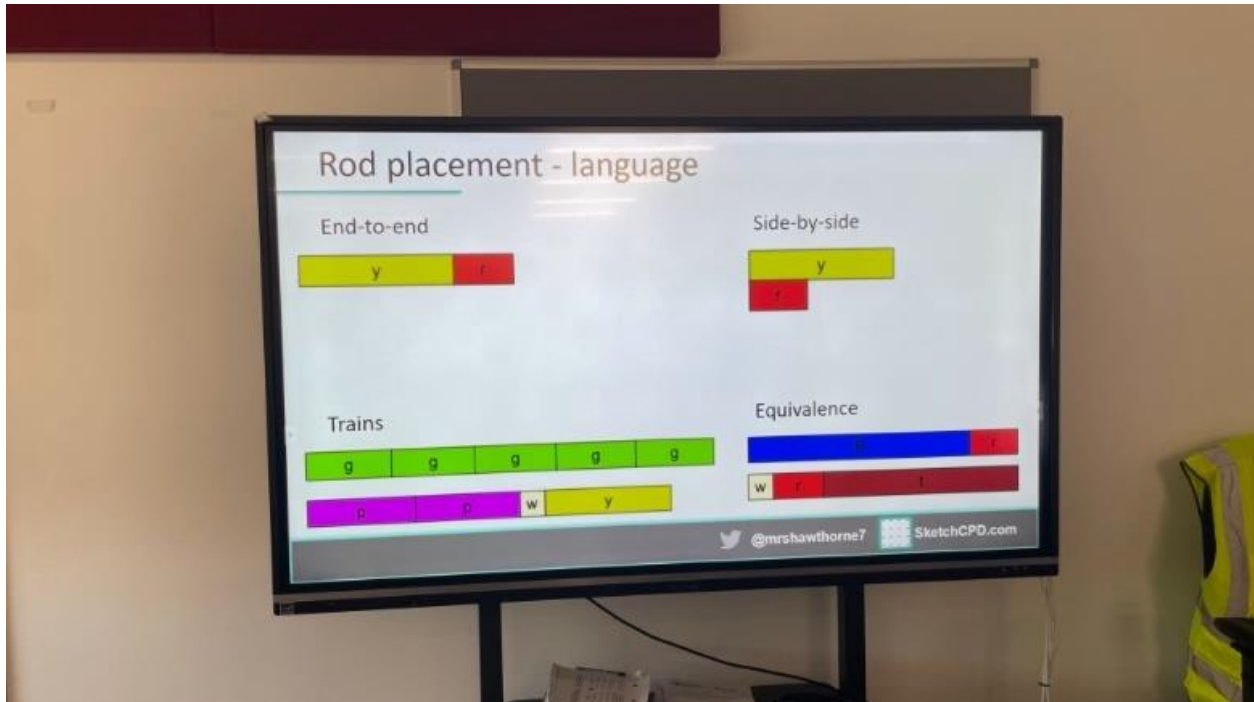 Rod placement - language
End-to-end
y r
Side-by-side
y
r
Trains
g g g g g
p p w y
Equivalence
r
w r t
@mrshawthorne7 SketchCPD.com